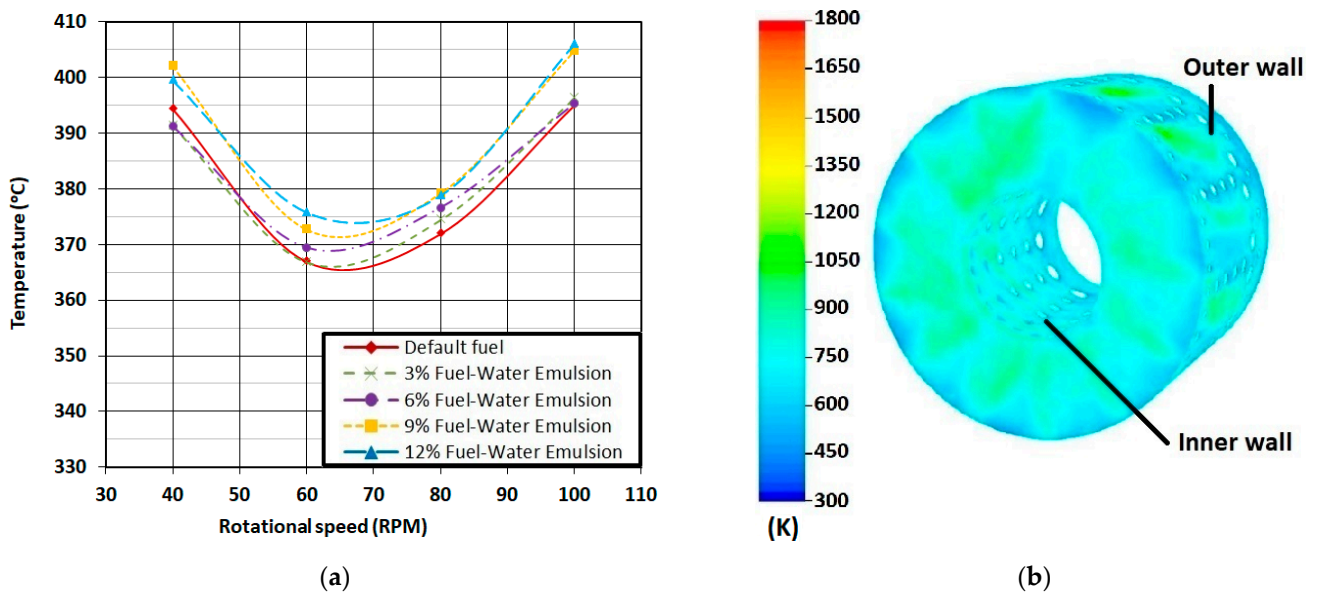 410
400
390
380
370
360
350
340
330
Temperature (°C)
Default fuel
3% Fuel-Water Emulsion
6% Fuel-Water Emulsion
9% Fuel-Water Emulsion
12% Fuel-Water Emulsion
30 40 50 60 70 80 90 100 110
Rotational speed (RPM)
(a)
1800
1650
1500
1350
1200
1050
900
750
600
450
300
(K)
Outer wall
Inner wall
(b)